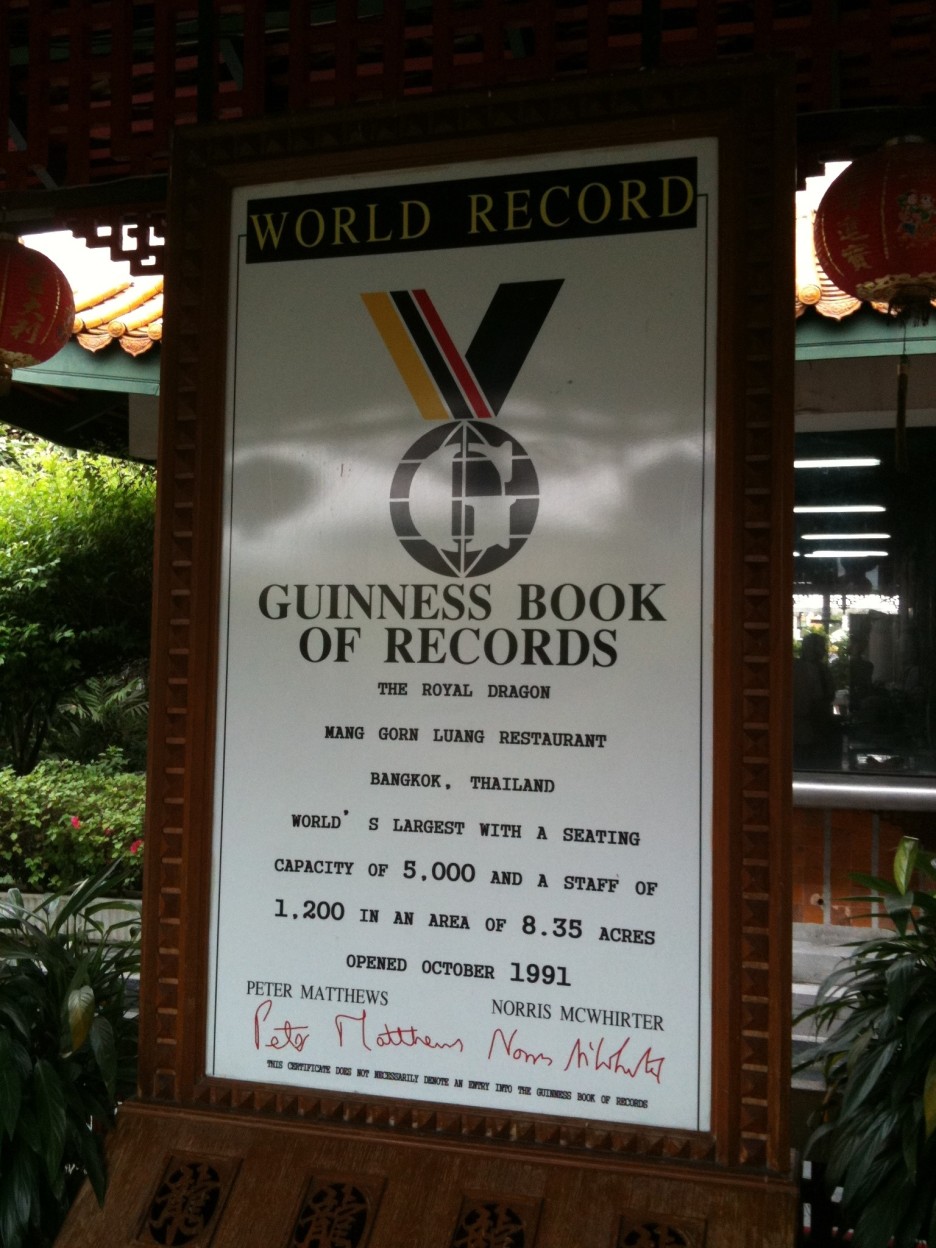 WORLD RECORD
GUINNESS BOOK
OF RECORDS
THE ROYAL DRAGON
MANG GORN LUANG RESTAURANT
BANGKOK, THAILAND
WORLD'S LARGEST WITH A SEATING
CAPACITY OF 5,000 AND A STAFF OF
1,200 IN AN AREA OF 8.35 ACRES
OPENED OCTOBER 1991
PETER MATTHEWS NORRIS MCWHIRTER
Peter Matthews Norris McWhirter
THIS CERTIFICATE DOES NOT NECESSARILY DENOTE AN ENTRY INTO THE GUINNESS BOOK OF RECORDS
龍 龍